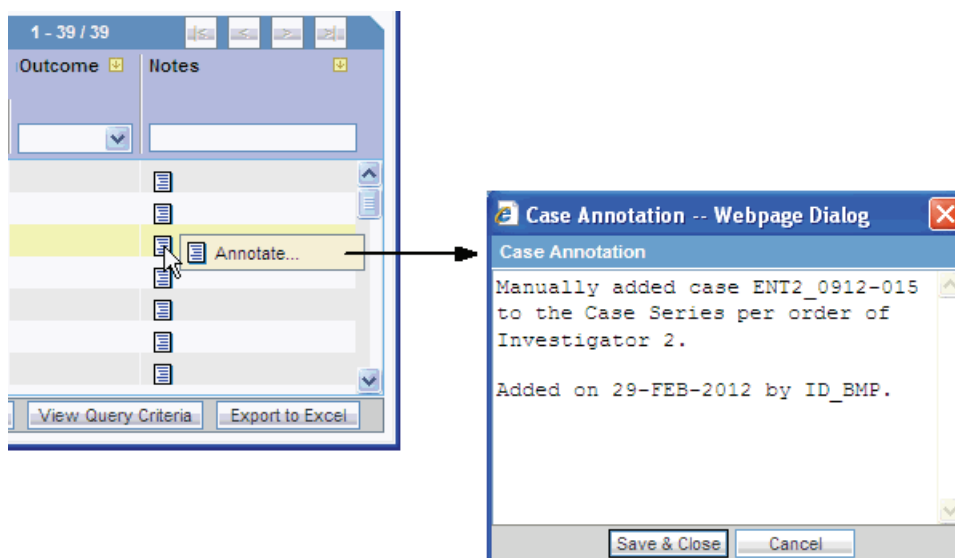 1 - 39 / 39
Outcome Notes
Annotate...
View Query Criteria Export to Excel
Case Annotation -- Webpage Dialog
Case Annotation
Manually added case ENT2_0912-015
to the Case Series per order of
Investigator 2.
Added on 29-FEB-2012 by ID_BMP.
Save & Close Cancel